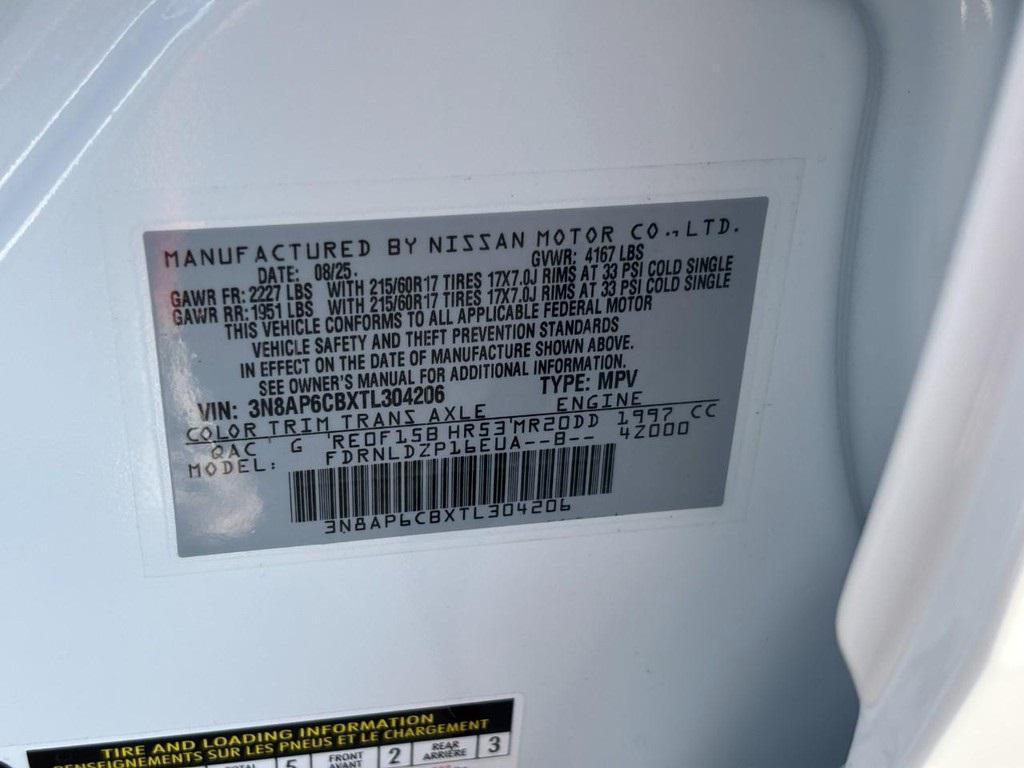 MANUFACTURED BY NISSAN MOTOR CO., LTD.
DATE: 08/25. GVWR: 4167 LBS
GAWR FR: 2227 LBS WITH 215/60R17 TIRES 17X7.0J RIMS AT 33 PSI COLD SINGLE
GAWR RR: 1951 LBS WITH 215/60R17 TIRES 17X7.0J RIMS AT 33 PSI COLD SINGLE
THIS VEHICLE CONFORMS TO ALL APPLICABLE FEDERAL MOTOR
VEHICLE SAFETY AND THEFT PREVENTION STANDARDS
IN EFFECT ON THE DATE OF MANUFACTURE SHOWN ABOVE.
SEE OWNER'S MANUAL FOR ADDITIONAL INFORMATION.
VIN: 3N8AP6CBXTL304206 TYPE: MPV
COLOR TRIM TRANS AXLE ENGINE
QAC G RE0F15B HR53 MR20DD 1997 CC
MODEL: FDRNLDZP16EUA--B-- 4Z000
3N8AP6CBXTL304206
TIRE AND LOADING INFORMATION
RENSEIGNEMENTS SUR LES PNEUS ET LE CHARGEMENT
5 FRONT 2 REAR 3
AVANT ARRIÈRE